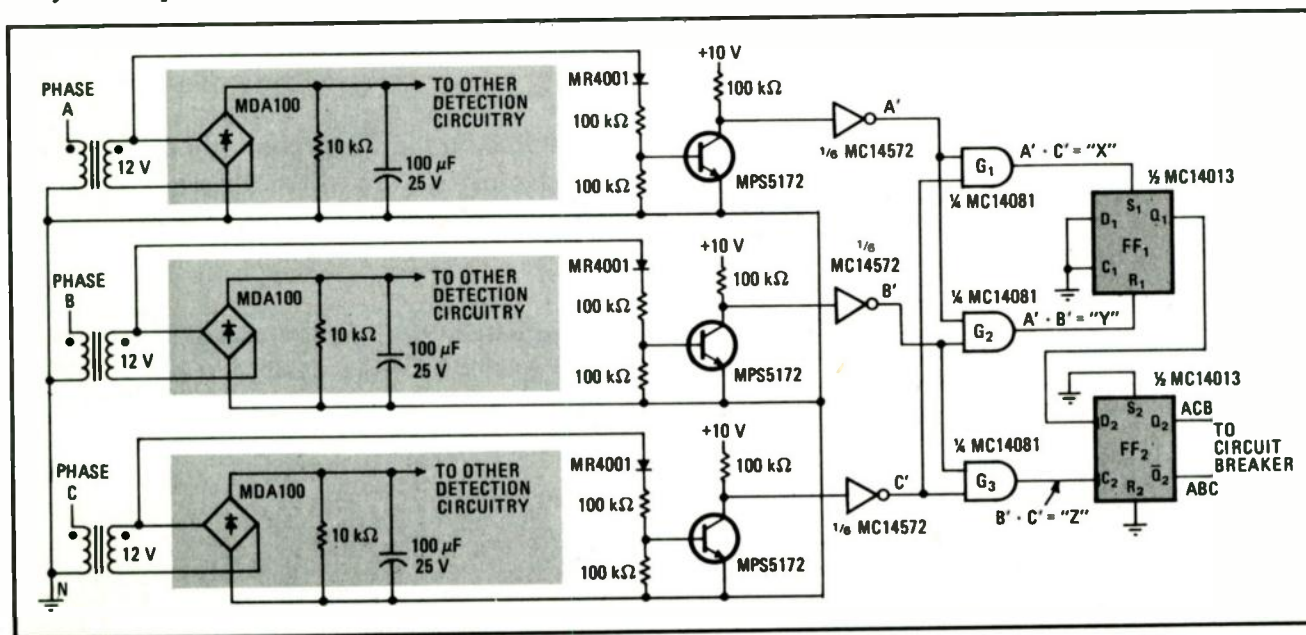 PHASE
A
12 V
MDA100
10 kΩ
100 µF
25 V
TO OTHER
DETECTION
CIRCUITRY
MR4001
100 kΩ
100 kΩ
+10 V
100 kΩ
MPS5172
A'
1/6 MC14572
PHASE
B
12 V
MDA100
10 kΩ
100 µF
25 V
TO OTHER
DETECTION
CIRCUITRY
MR4001
100 kΩ
100 kΩ
+10 V
100 kΩ
MPS5172
1/6
MC14572
B'
PHASE
C
12 V
N
MDA100
10 kΩ
100 µF
25 V
TO OTHER
DETECTION
CIRCUITRY
MR4001
100 kΩ
100 kΩ
+10 V
100 kΩ
MPS5172
C'
1/6 MC14572
G₁
A' · C' = "X"
¼ MC14081
½ MC14013
D₁ S₁ Q₁
FF₁
C₁ R₁
¼ MC14081
G₂
A' · B' = "Y"
½ MC14013
¼ MC14081
G₃
B' · C' = "Z"
D₂ S₂ Q₂
FF₂
C₂ R₂ Q̅₂
ACB
TO
CIRCUIT
BREAKER
ABC